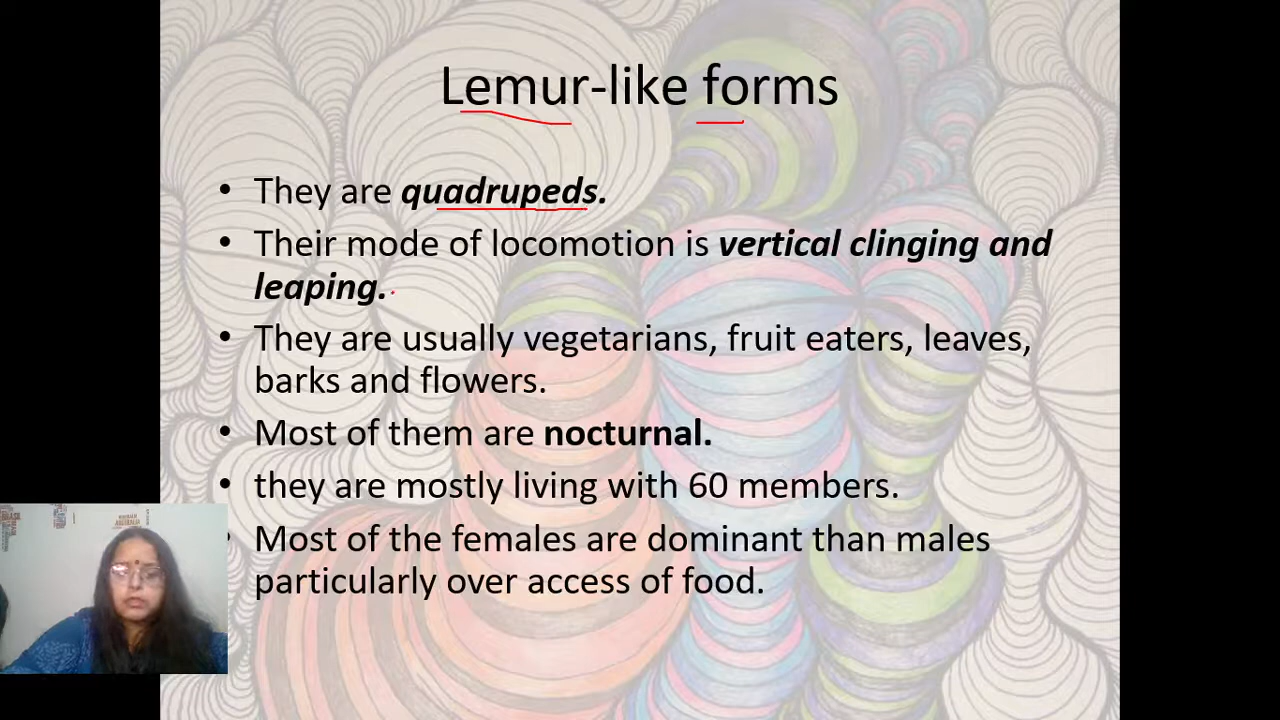 Lemur-like forms
• They are quadrupeds.
• Their mode of locomotion is vertical clinging and
leaping.
• They are usually vegetarians, fruit eaters, leaves,
barks and flowers.
• Most of them are nocturnal.
• they are mostly living with 60 members.
• Most of the females are dominant than males
particularly over access of food.